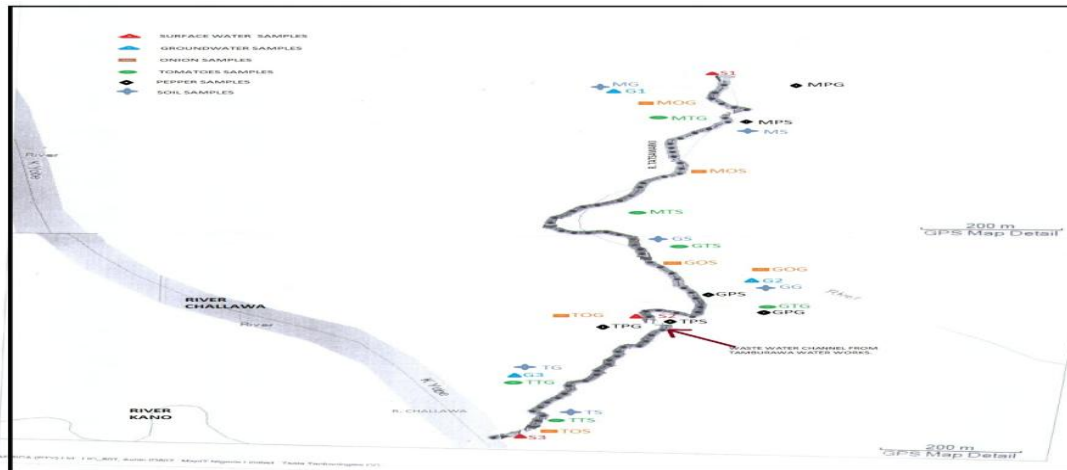 SURFACE WATER SAMPLES
GROUNDWATER SAMPLES
ONION SAMPLES
TOMATOES SAMPLES
PEPPER SAMPLES
SOIL SAMPLES
S1
MG
G1
MPG
MOG
MTG
MPS
MS
MOS
MTS
GS
GTS
GOS
GOG
G2
GG
GPS
GTG
GPG
River
River
TOG
S2
TPS
TPG
WASTE WATER CHANNEL FROM
TAMBURAWA WATER WORKS.
200 m
GPS Map Detail
RIVER
CHALLAWA
River
TG
G3
TTG
R. CHALLAWA
RIVER
KANO
TS
TTS
TOS
S3
200 m
GPS Map Detail